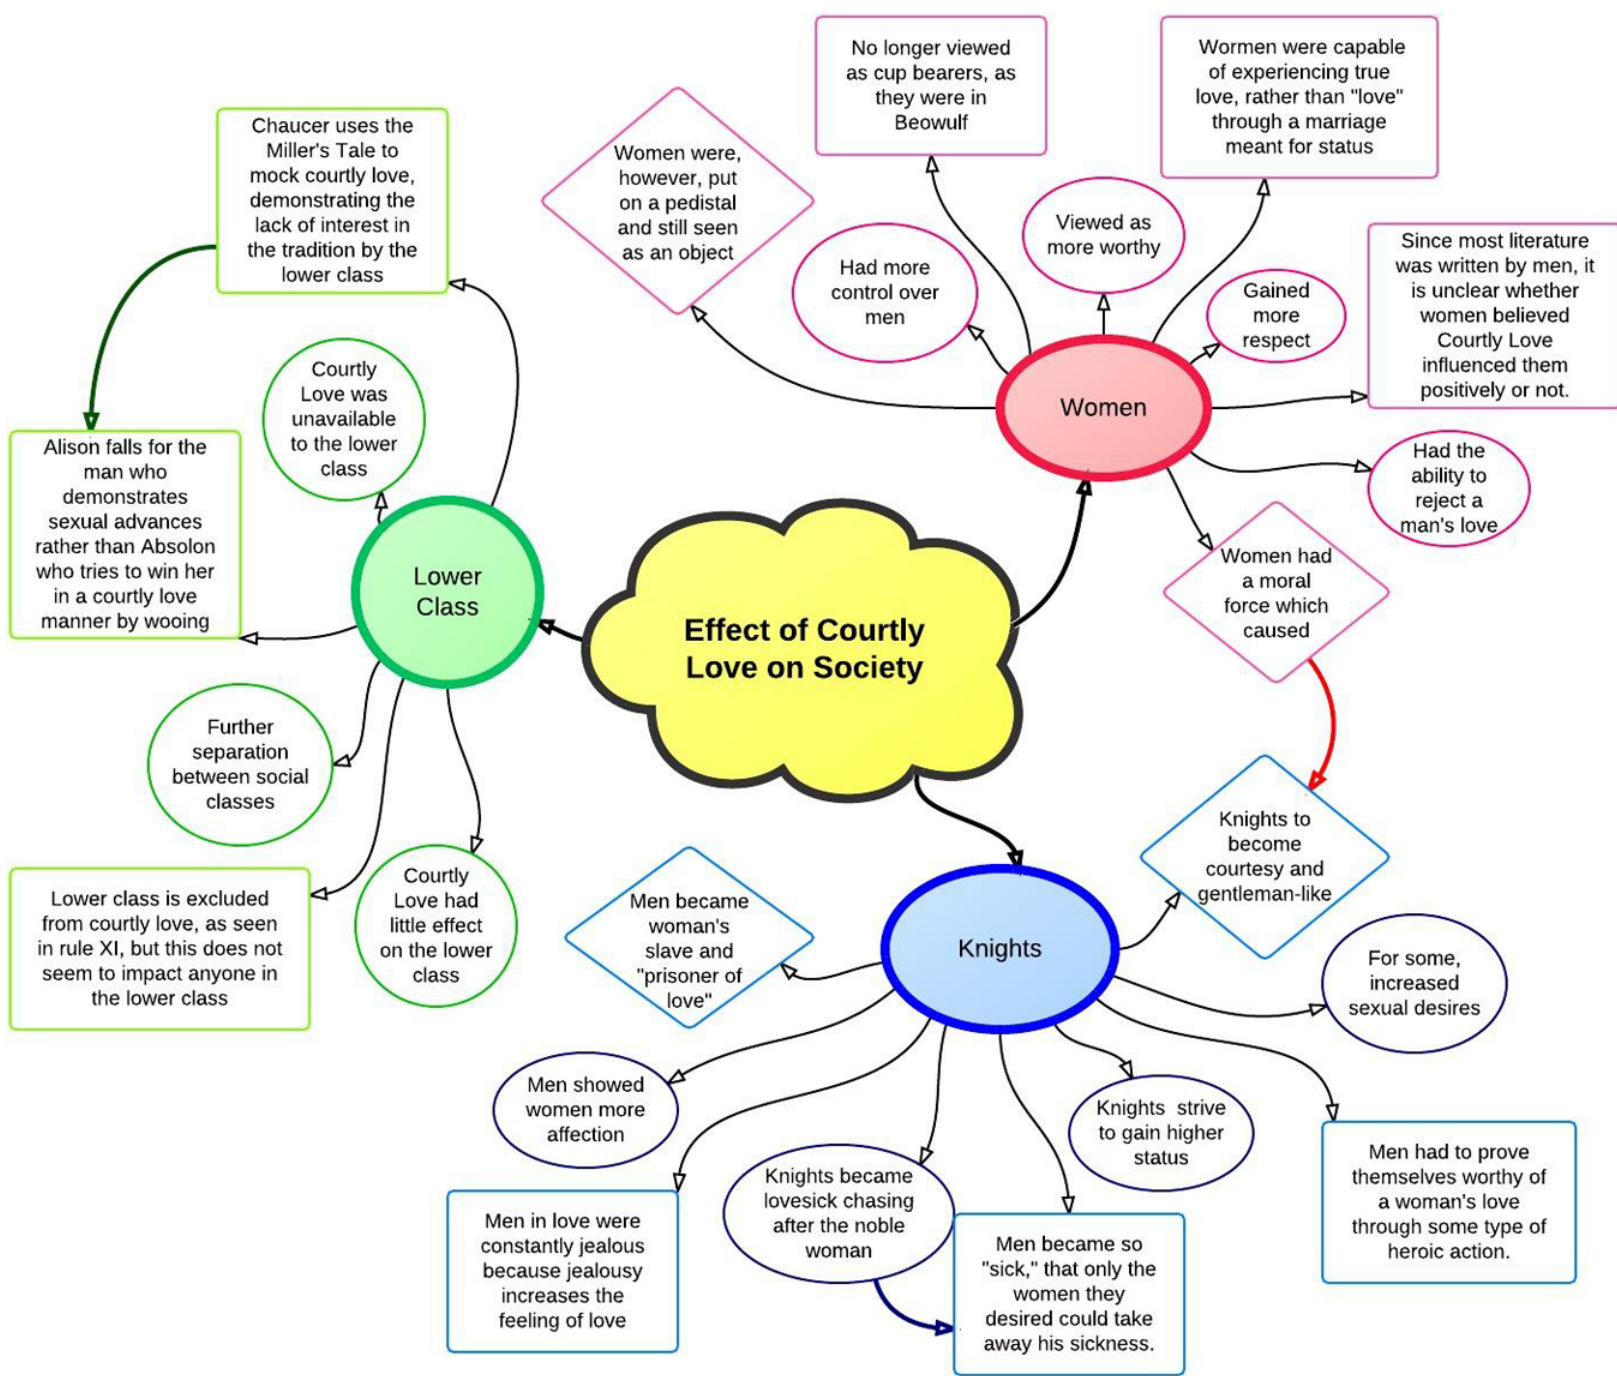 No longer viewed
as cup bearers, as
they were in
Beowulf
Wormen were capable
of experiencing true
love, rather than "love"
through a marriage
meant for status
Chaucer uses the
Miller's Tale to
mock courtly love,
demonstrating the
lack of interest in
the tradition by the
lower class
Women were,
however, put
on a pedistal
and still seen
as an object
Viewed as
more worthy
Had more
control over
men
Gained
more
respect
Since most literature
was written by men, it
is unclear whether
women believed
Courtly Love
influenced them
positively or not.
Women
Courtly
Love was
unavailable
to the lower
class
Alison falls for the
man who
demonstrates
sexual advances
rather than Absolon
who tries to win her
in a courtly love
manner by wooing
Had the
ability to
reject a
man's love
Lower
Class
Women had
a moral
force which
caused
Effect of Courtly
Love on Society
Further
separation
between social
classes
Knights to
become
courtesy and
gentleman-like
Courtly
Love had
little effect
on the lower
class
Lower class is excluded
from courtly love, as seen
in rule XI, but this does not
seem to impact anyone in
the lower class
Men became
woman's
slave and
"prisoner of
love"
Knights
For some,
increased
sexual desires
Men showed
women more
affection
Knights strive
to gain higher
status
Men had to prove
themselves worthy of
a woman's love
through some type of
heroic action.
Knights became
lovesick chasing
after the noble
woman
Men in love were
constantly jealous
because jealousy
increases the
feeling of love
Men became so
"sick," that only the
women they
desired could take
away his sickness.